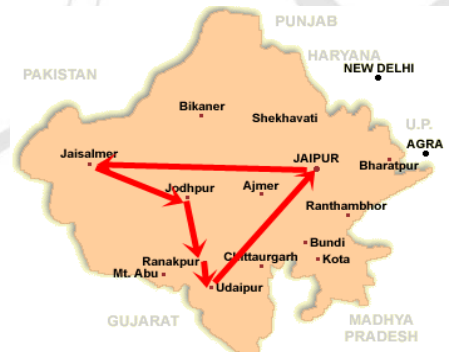 PUNJAB
HARYANA
NEW DELHI
PAKISTAN
Bikaner
Shekhavati
U.P.
AGRA
Jaisalmer
JAIPUR
Bharatpur
Jodhpur
Ajmer
Ranthambhor
Bundi
Ranakpur
Chittaurgarh
Kota
Mt. Abu
Udaipur
GUJARAT
MADHYA
PRADESH